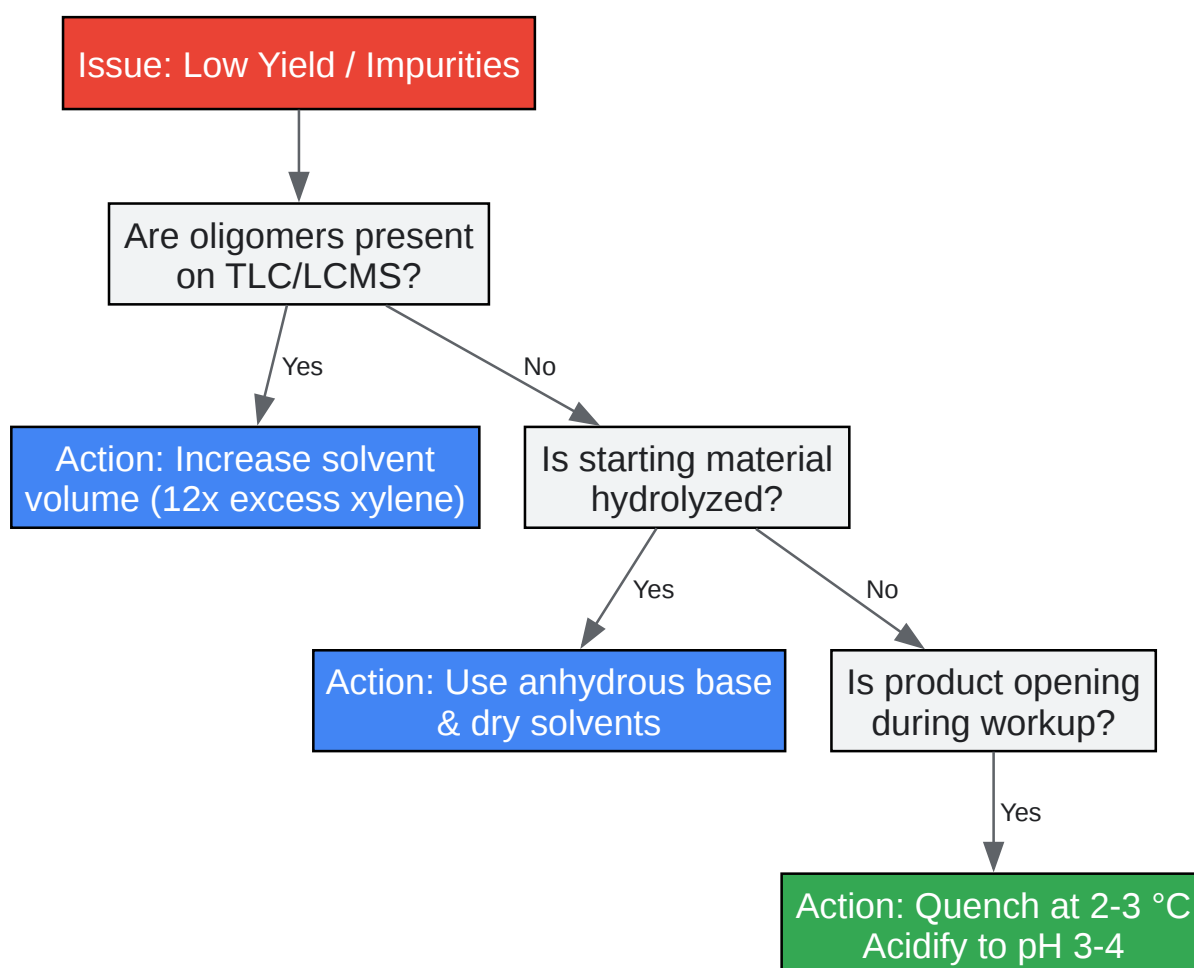 Issue: Low Yield / Impurities
Are oligomers present
on TLC/LCMS?
Yes
No
Action: Increase solvent
volume (12x excess xylene)
Is starting material
hydrolyzed?
Yes
No
Action: Use anhydrous base
& dry solvents
Is product opening
during workup?
Yes
Action: Quench at 2-3 °C
Acidify to pH 3-4